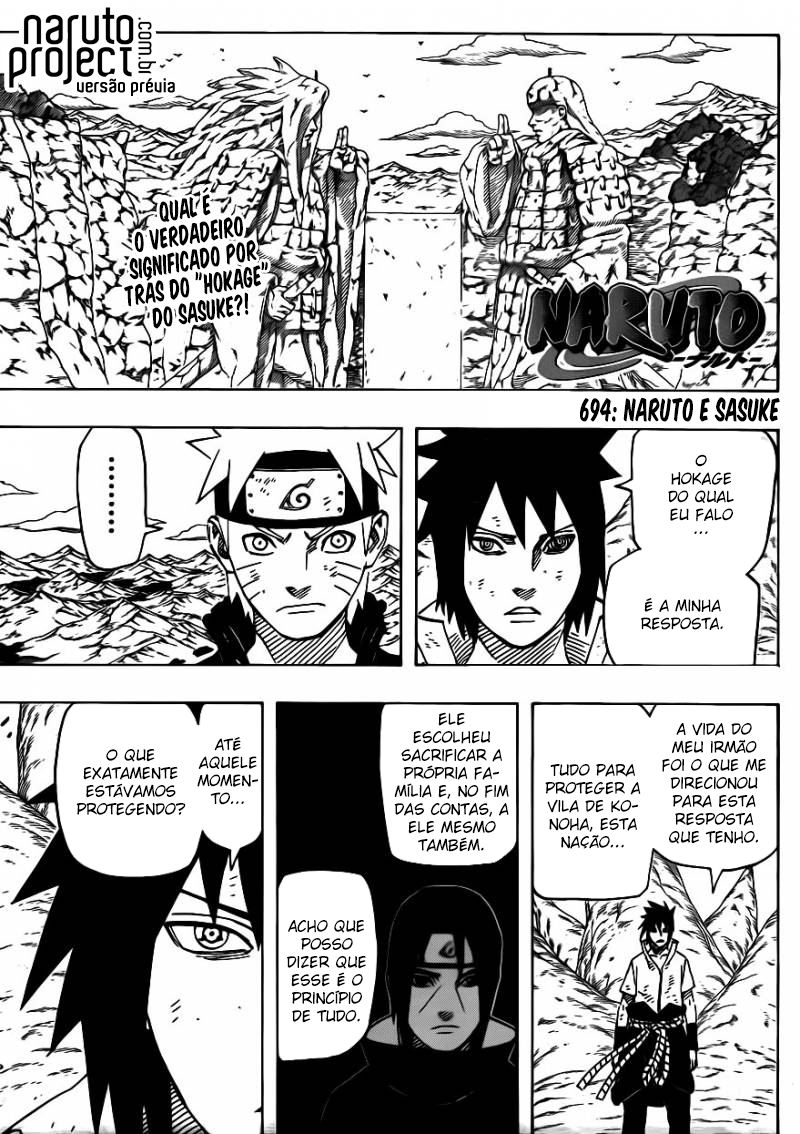 naruto
project
.com.br
versão prévia
QUAL É
O VERDADEIRO
SIGNIFICADO POR
TRAS DO "HOKAGE"
DO SASUKE?!
NARUTO
ーナルトー
694: NARUTO E SASUKE
O
HOKAGE
DO QUAL
EU FALO
...
É A MINHA
RESPOSTA.
.........
A VIDA DO
MEU IRMÃO
FOI O QUE ME
DIRECIONOU
PARA ESTA
RESPOSTA
QUE TENHO.
TUDO PARA
PROTEGER A
VILA DE KO-
NOHA, ESTA
NAÇÃO...
ELE
ESCOLHEU
SACRIFICAR A
PRÓPRIA FA-
MÍLIA E, NO FIM
DAS CONTAS, A
ELE MESMO
TAMBÉM.
ACHO QUE
POSSO
DIZER QUE
ESSE É O
PRINCÍPIO
DE TUDO.
ATÉ
AQUELE
MOMEN-
TO...
O QUE
EXATAMENTE
ESTÁVAMOS
PROTEGENDO?